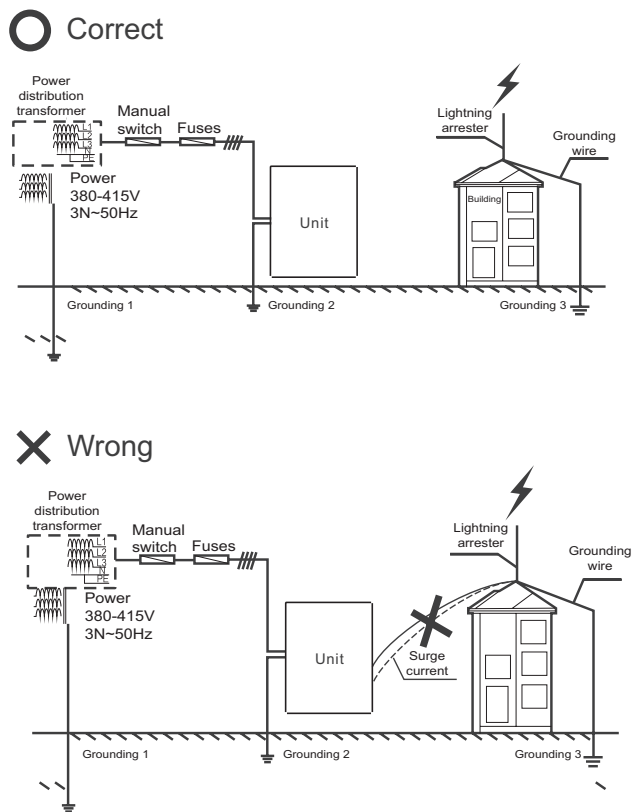 Correct
Power
distribution
transformer
L1
L2
L3
N
PE
Manual
switch
Fuses
Power
380-415V
3N~50Hz
Unit
Lightning
arrester
Grounding
wire
Building
Grounding 1
Grounding 2
Grounding 3
Wrong
Power
distribution
transformer
L1
L2
L3
N
PE
Manual
switch
Fuses
Power
380-415V
3N~50Hz
Unit
Surge
current
Lightning
arrester
Grounding
wire
Grounding 1
Grounding 2
Grounding 3